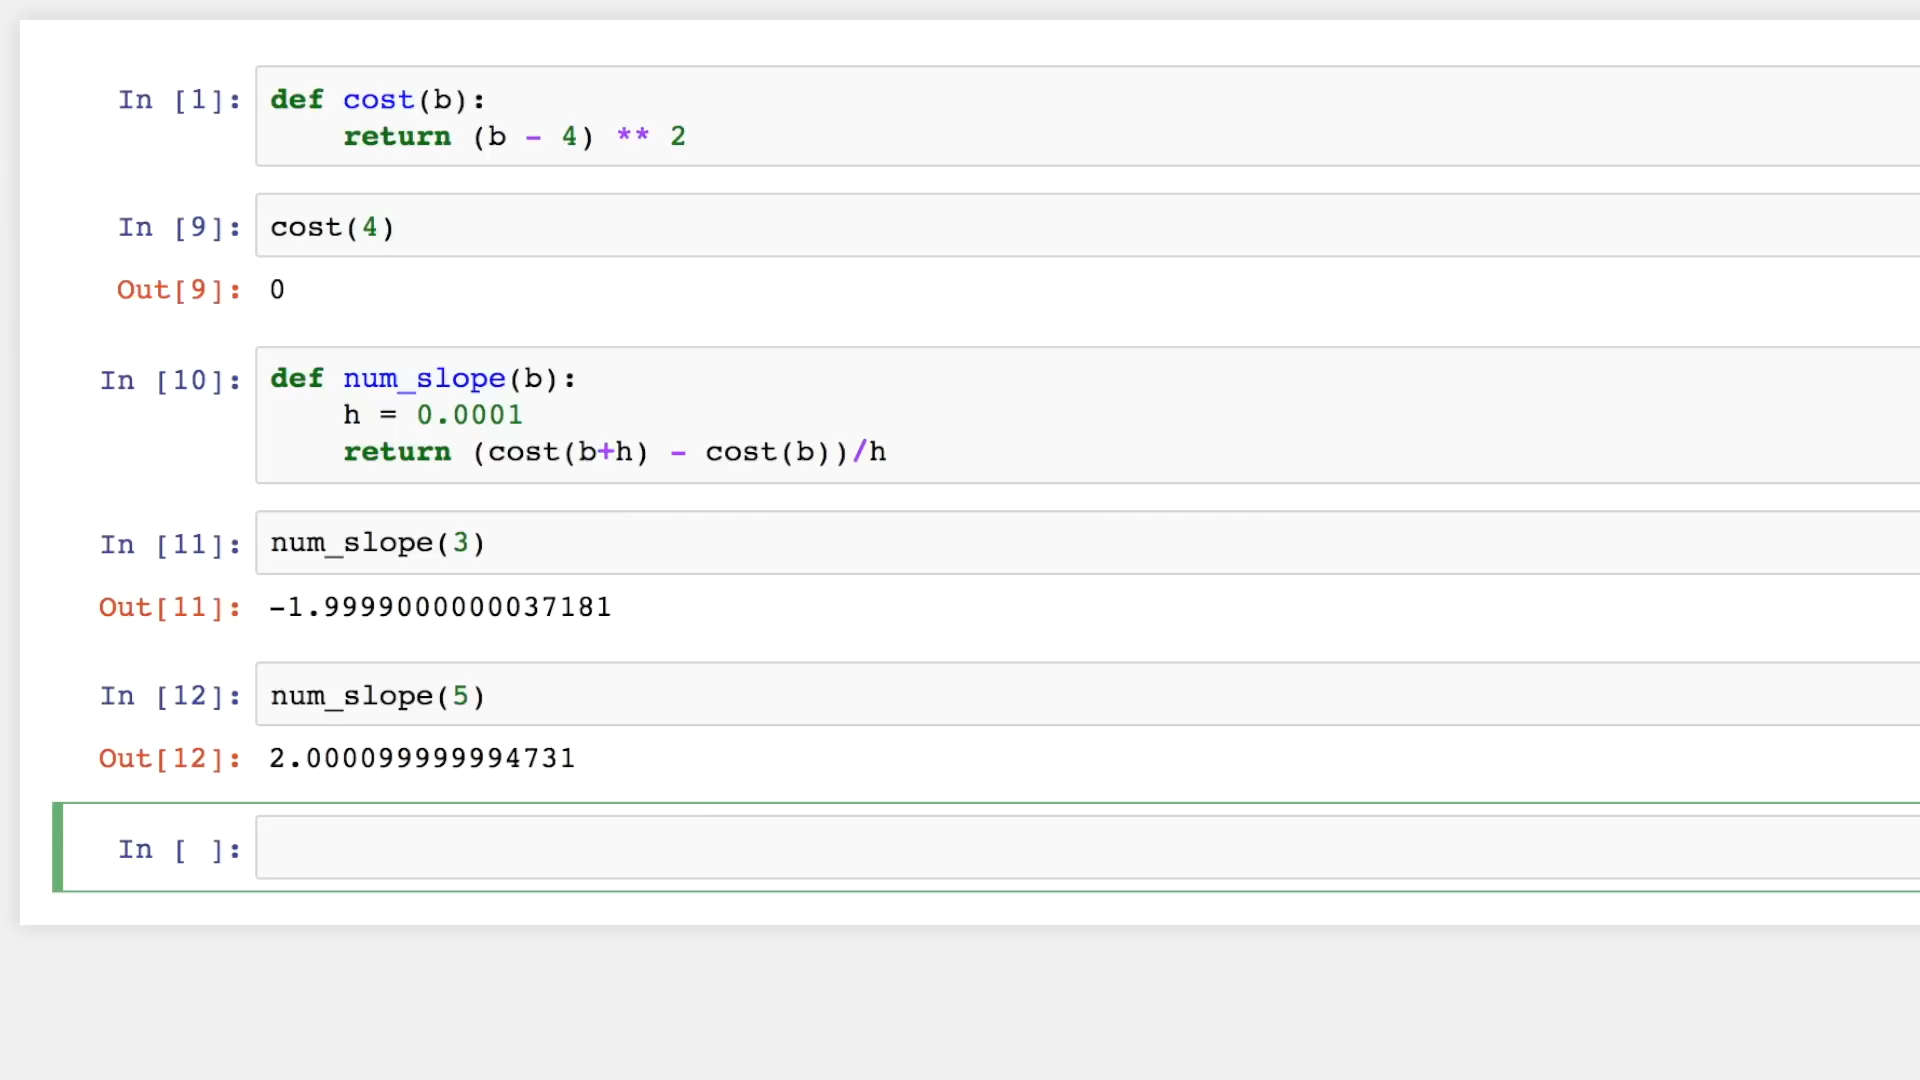 In [1]: def cost(b):
    return (b - 4) ** 2
In [9]: cost(4)
Out[9]: 0
In [10]: def num_slope(b):
    h = 0.0001
    return (cost(b+h) - cost(b))/h
In [11]: num_slope(3)
Out[11]: -1.9999000000037181
In [12]: num_slope(5)
Out[12]: 2.000099999994731
In [ ]: